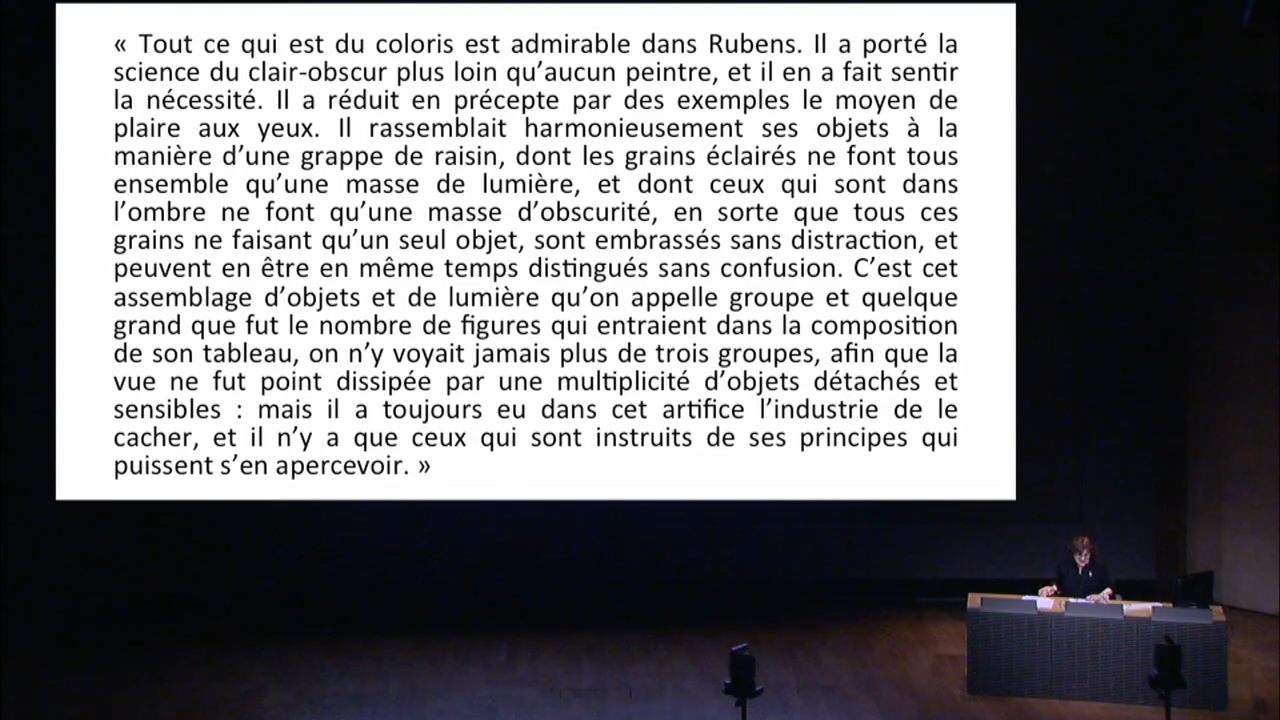 « Tout ce qui est du coloris est admirable dans Rubens. Il a porté la
science du clair-obscur plus loin qu’aucun peintre, et il en a fait sentir
la nécessité. Il a réduit en précepte par des exemples le moyen de
plaire aux yeux. Il rassemblait harmonieusement ses objets à la
manière d’une grappe de raisin, dont les grains éclairés ne font tous
ensemble qu’une masse de lumière, et dont ceux qui sont dans
l’ombre ne font qu’une masse d’obscurité, en sorte que tous ces
grains ne faisant qu’un seul objet, sont embrassés sans distraction, et
peuvent en être en même temps distingués sans confusion. C’est cet
assemblage d’objets et de lumière qu’on appelle groupe et quelque
grand que fut le nombre de figures qui entraient dans la composition
de son tableau, on n’y voyait jamais plus de trois groupes, afin que la
vue ne fut point dissipée par une multiplicité d’objets détachés et
sensibles : mais il a toujours eu dans cet artifice l’industrie de le
cacher, et il n’y a que ceux qui sont instruits de ses principes qui
puissent s’en apercevoir. »